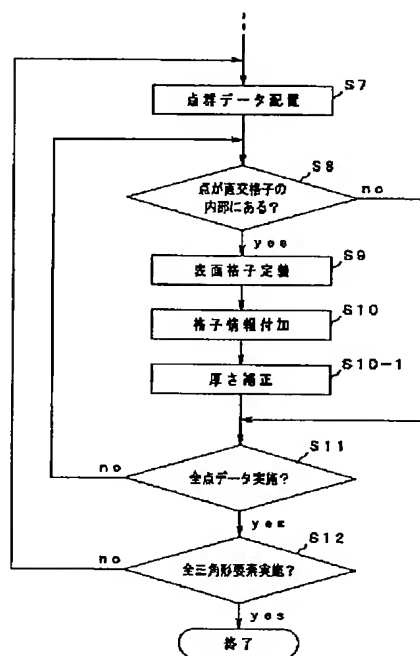 S7
点群データ配置
S8
点が直交格子の
内部にある?
no
yes
S9
表面格子定義
S10
格子情報付加
S10-1
厚さ補正
S11
no
全点データ実施?
yes
S12
no
全三角形要素実施?
yes
終了